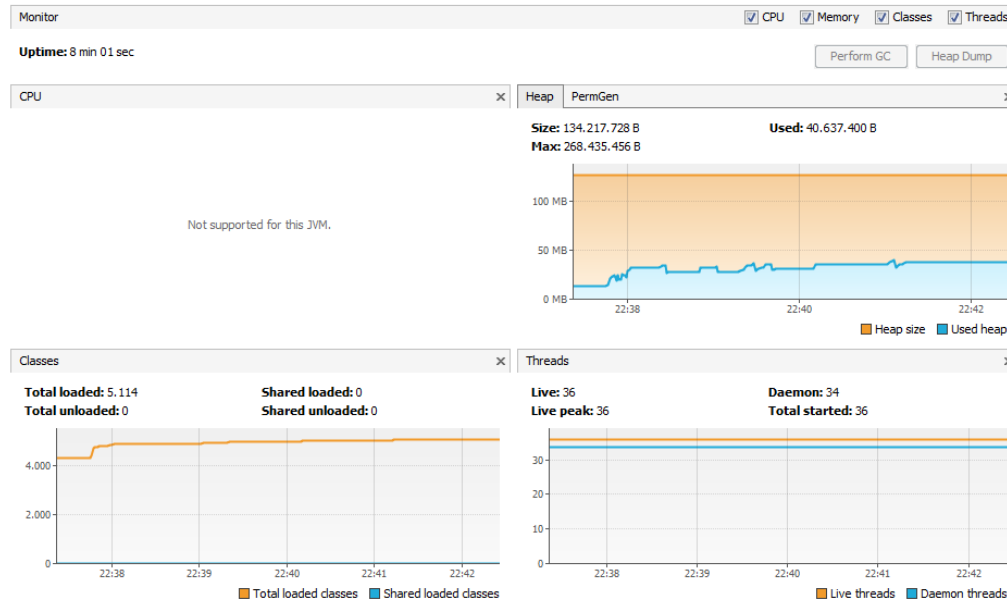 Monitor
CPU Memory Classes Threads
Uptime: 8 min 01 sec
Perform GC Heap Dump
CPU
Not supported for this JVM.
Heap PermGen
Size: 134.217.728 B Used: 40.637.400 B
Max: 268.435.456 B
100 MB
50 MB
0 MB
22:38 22:40 22:42
Heap size Used heap
Classes
Total loaded: 5.114 Shared loaded: 0
Total unloaded: 0 Shared unloaded: 0
4.000
2.000
0
22:38 22:39 22:40 22:41 22:42
Total loaded classes Shared loaded classes
Threads
Live: 36 Daemon: 34
Live peak: 36 Total started: 36
30
20
10
0
22:38 22:39 22:40 22:41 22:42
Live threads Daemon threads